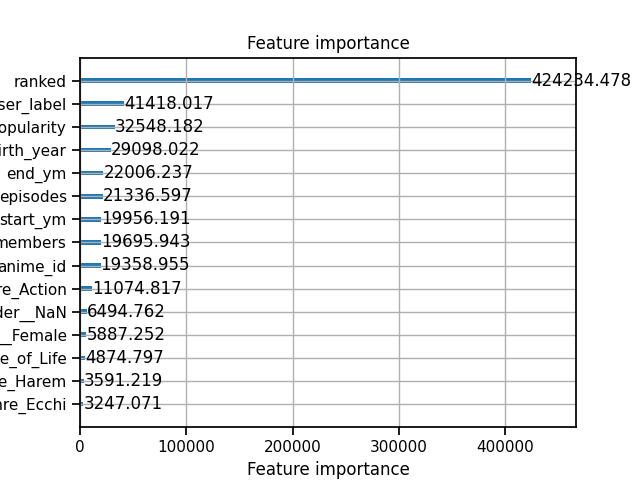 Feature importance
ranked 424234.478
ser_label 41418.017
opularity 32548.182
irth_year 29098.022
end_ym 22006.237
episodes 21336.597
start_ym 19956.191
members 19695.943
anime_id 19358.955
re_Action 11074.817
der__NaN 6494.762
__Female 5887.252
e_of_Life 4874.797
e_Harem 3591.219
nre_Ecchi 3247.071
0 100000 200000 300000 400000
Feature importance